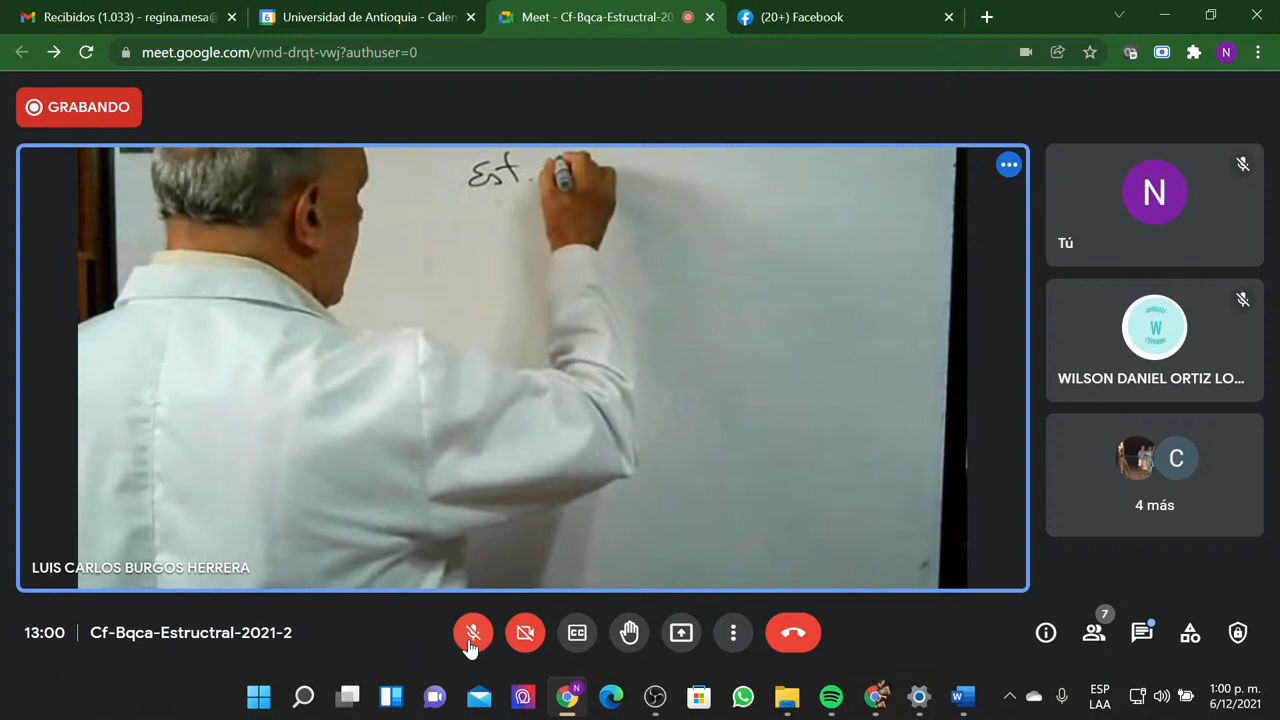 Recibidos (1.033) - regina.mesa@
Universidad de Antioquia - Calen
Meet - Cf-Bqca-Estructral-20
(20+) Facebook
meet.google.com/vmd-drqt-vwj?authuser=0
N
GRABANDO
Est.
LUIS CARLOS BURGOS HERRERA
N
Tú
W
WILSON DANIEL ORTIZ LO...
C
4 más
13:00
Cf-Bqca-Estructral-2021-2
7
ESP
LAA
1:00 p. m.
6/12/2021